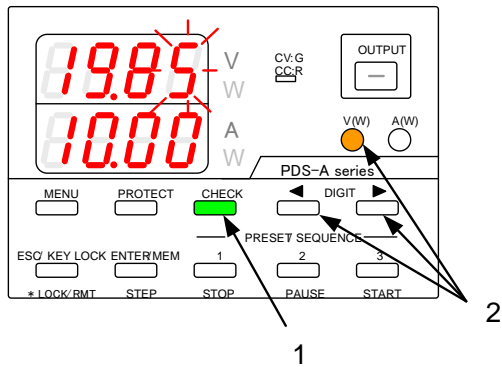 19.85 V
W
CV:G
CC:R
OUTPUT
10.00 A
W
V(W) A(W)
PDS-A series
MENU PROTECT CHECK ◀ DIGIT ▶
PRESET/ SEQUENCE
ESC/ KEY LOCK ENTER/MEM 1 2 3
* LOCK/RMT STEP STOP PAUSE START
1
2